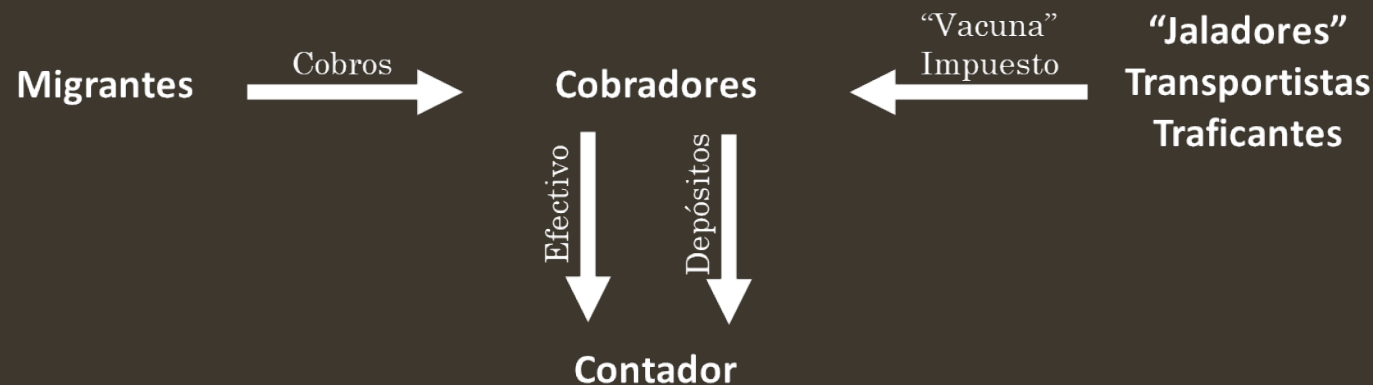 Migrantes
Cobros
Cobradores
“Vacuna”
Impuesto
“Jaladores”
Transportistas
Traficantes
Efectivo
Depósitos
Contador